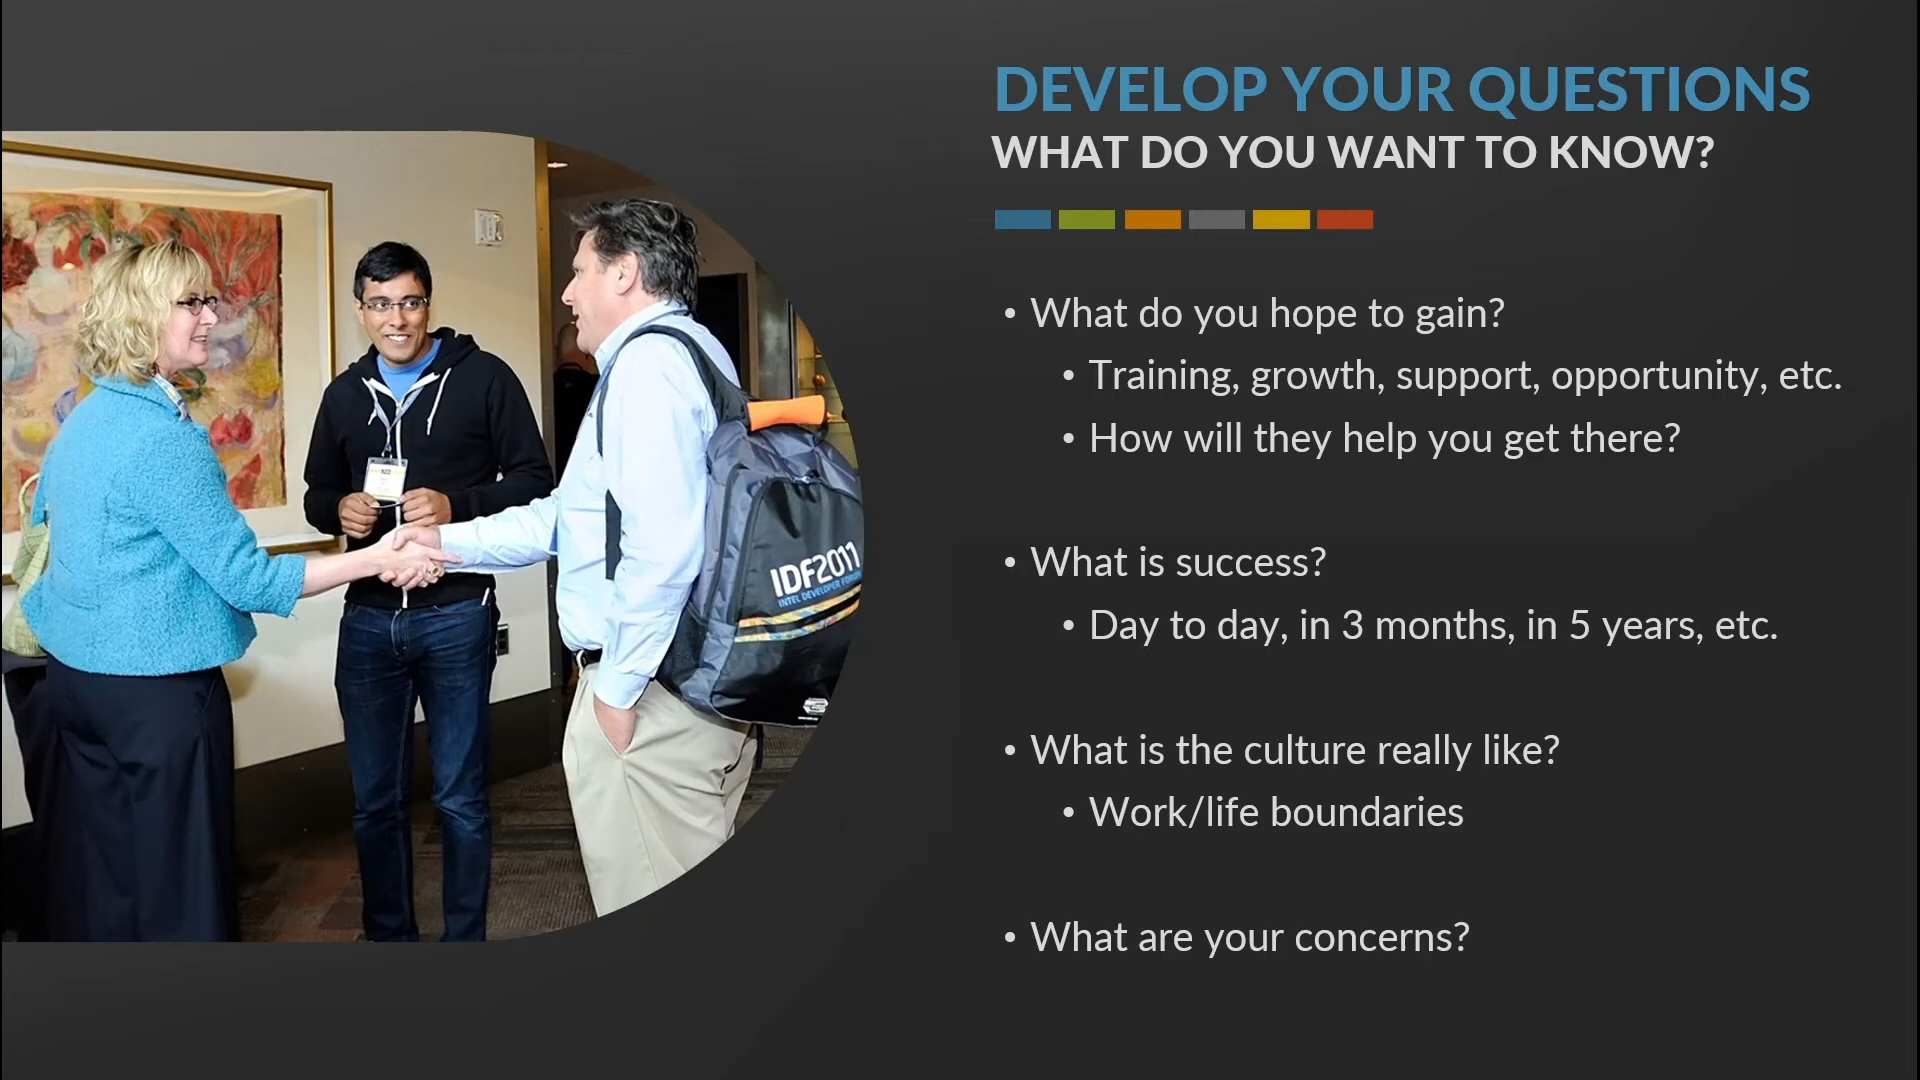 DEVELOP YOUR QUESTIONS
WHAT DO YOU WANT TO KNOW?
• What do you hope to gain?
• Training, growth, support, opportunity, etc.
• How will they help you get there?
• What is success?
• Day to day, in 3 months, in 5 years, etc.
• What is the culture really like?
• Work/life boundaries
• What are your concerns?
IDF2011
INTEL DEVELOPER FORUM